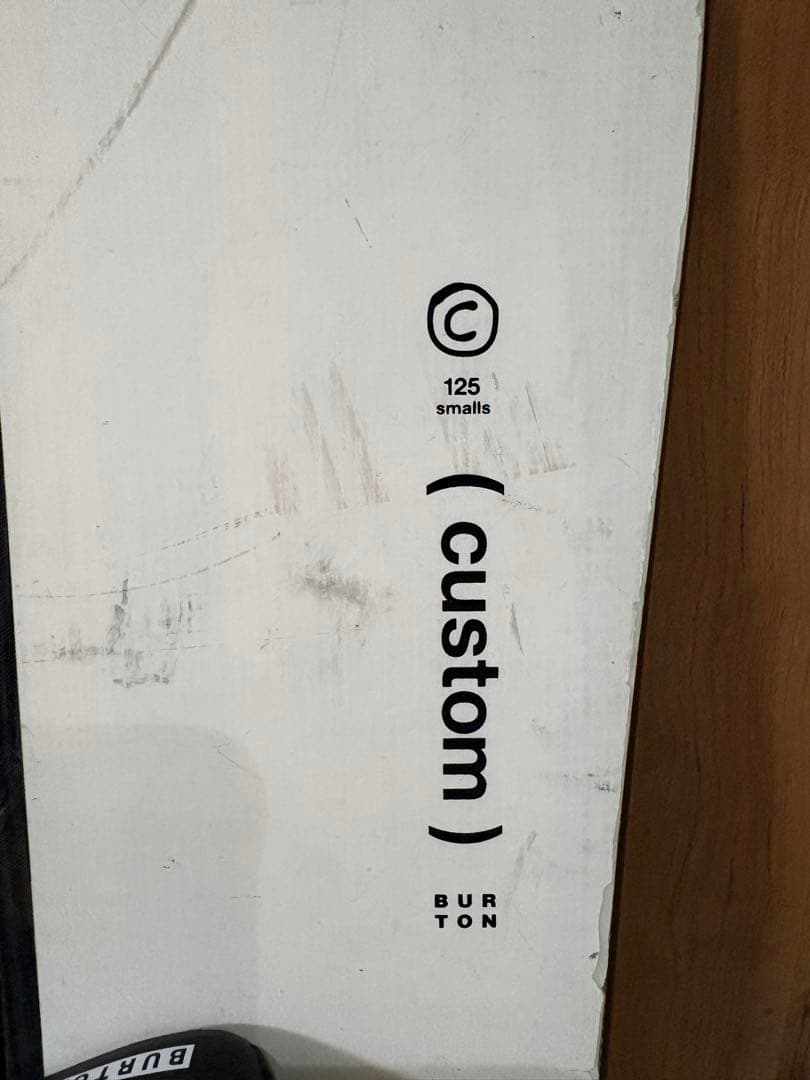 ©
125
smalls
( custom )
BUR
TON
BURTO